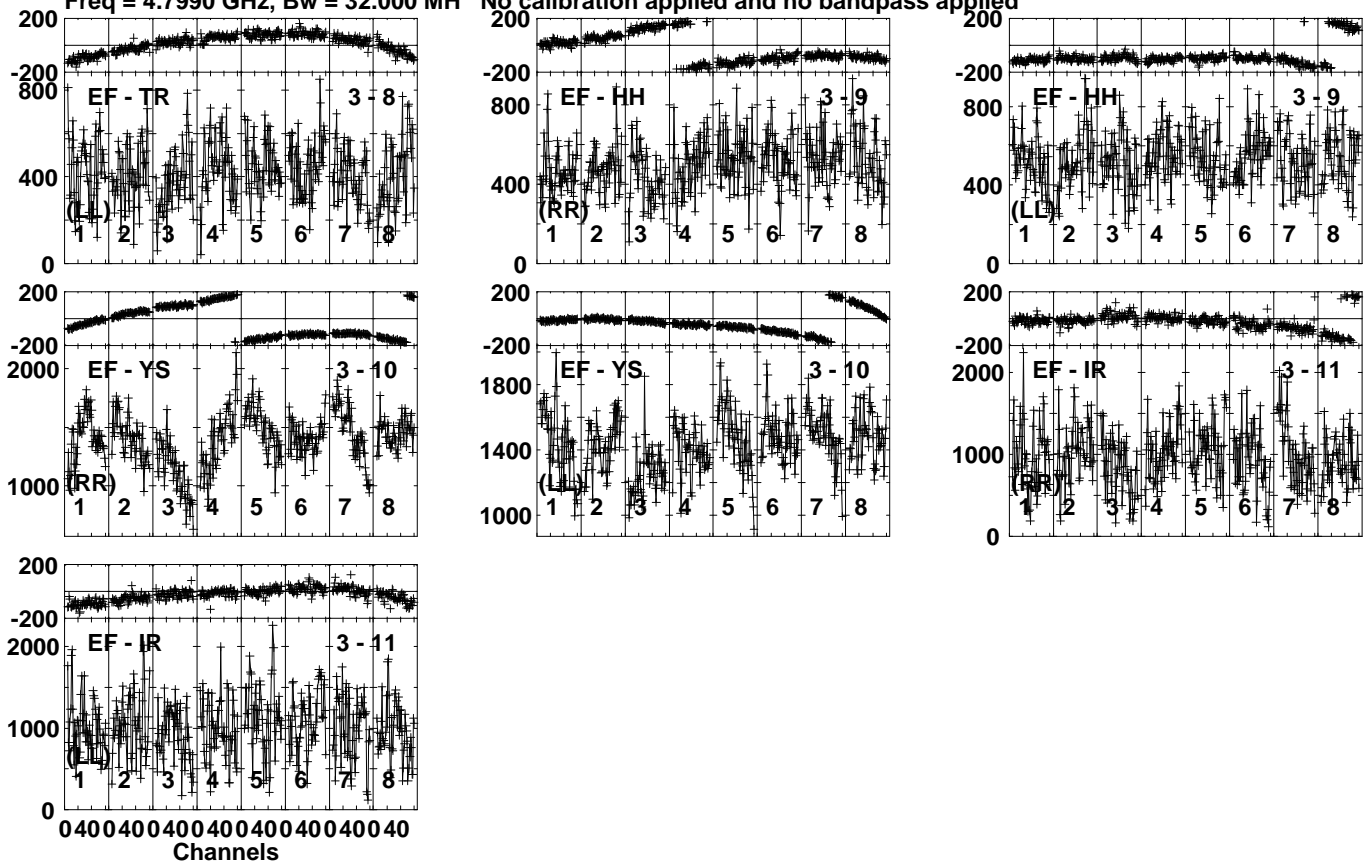 Freq = 4.7990 GHz, Bw = 32.000 MH No calibration applied and no bandpass applied
200
-200
800
400
0
EF - TR 3 - 8
(LL)
1 2 3 4 5 6 7 8
200
-200
800
400
0
EF - HH 3 - 9
(RR)
1 2 3 4 5 6 7 8
200
-200
800
400
0
EF - HH 3 - 9
(LL)
1 2 3 4 5 6 7 8
200
-200
2000
1000
EF - YS 3 - 10
(RR)
1 2 3 4 5 6 7 8
200
-200
1800
1400
1000
EF - YS 3 - 10
(LL)
1 2 3 4 5 6 7 8
200
-200
2000
1000
0
EF - IR 3 - 11
(RR)
1 2 3 4 5 6 7 8
200
-200
2000
1000
0
EF - IR 3 - 11
(LL)
1 2 3 4 5 6 7 8
0 40 0 40 0 40 0 40 0 40 0 40 0 40 0 40
Channels